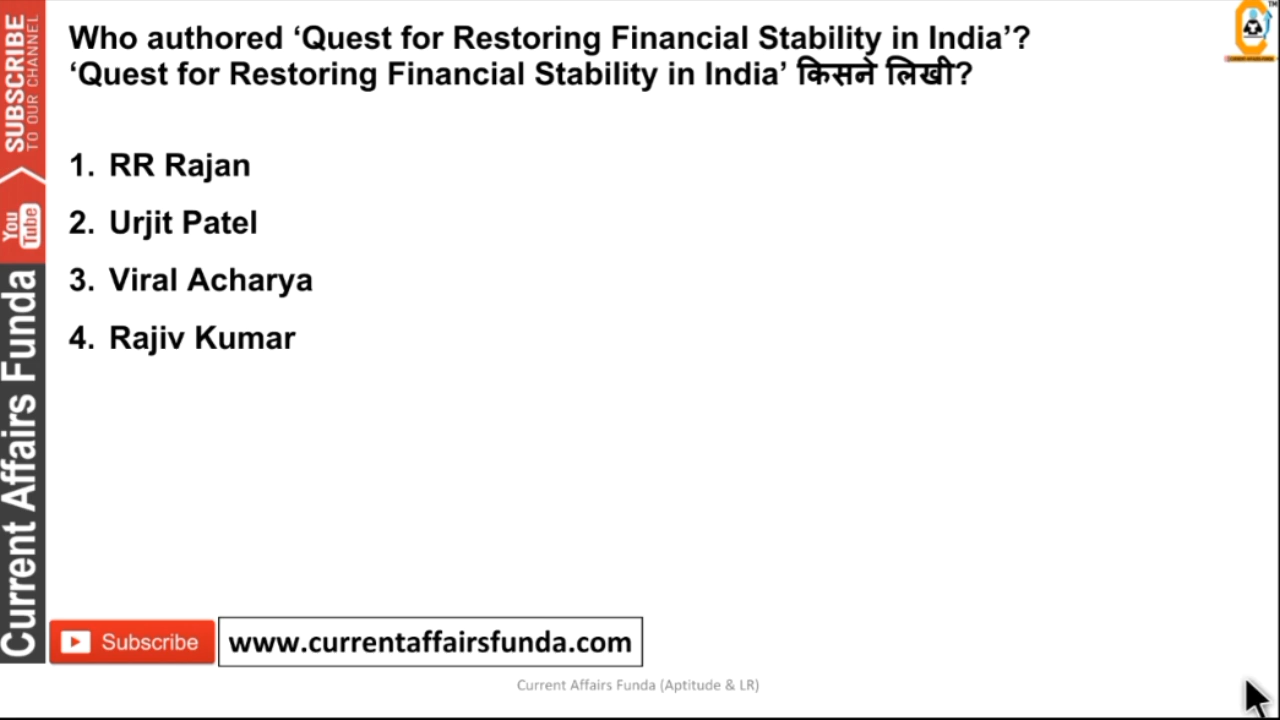 Who authored ‘Quest for Restoring Financial Stability in India’?
‘Quest for Restoring Financial Stability in India’ किसने लिखी?
1. RR Rajan
2. Urjit Patel
3. Viral Acharya
4. Rajiv Kumar
SUBSCRIBE
TO OUR CHANNEL
You Tube
Current Affairs Funda
Subscribe
www.currentaffairsfunda.com
Current Affairs Funda (Aptitude & LR)